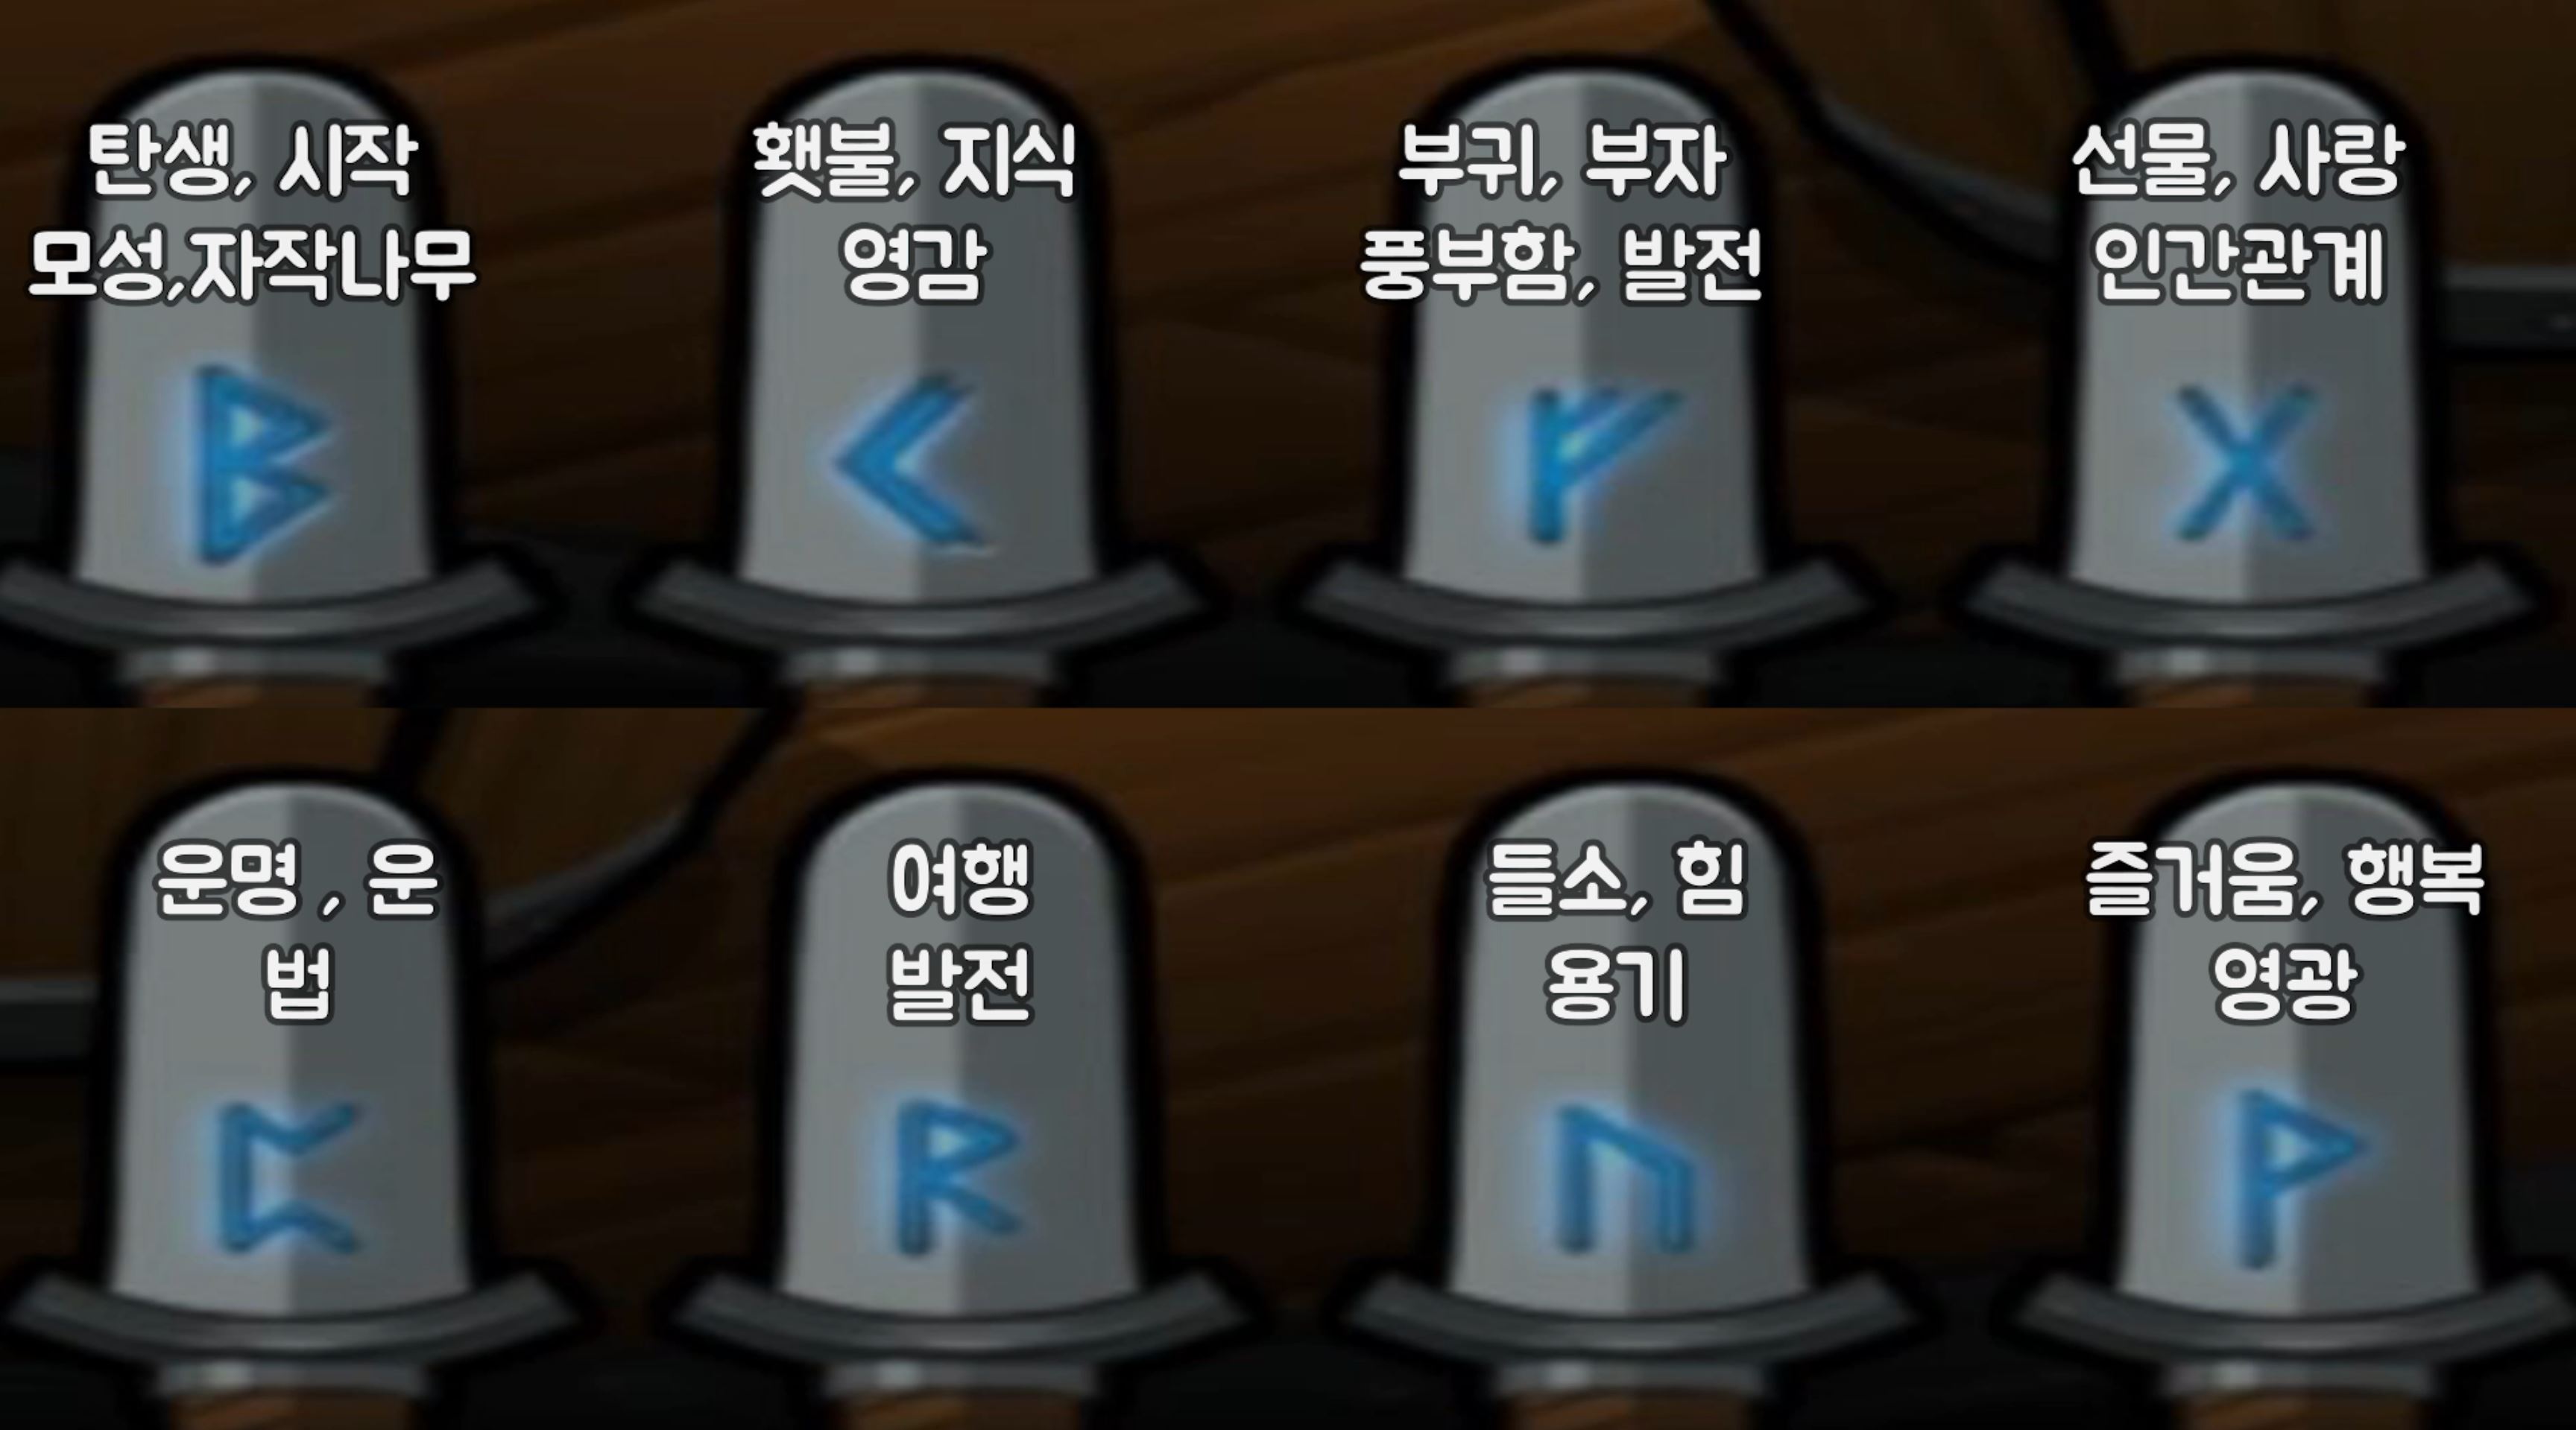 탄생, 시작
모성,자작나무
횃불, 지식
영감
부귀, 부자
풍부함, 발전
선물, 사랑
인간관계
ᛒ
ᚲ
ᚠ
ᚷ
운명 , 운
법
여행
발전
들소, 힘
용기
즐거움, 행복
영광
ᛈ
ᚱ
ᚢ
ᚹ